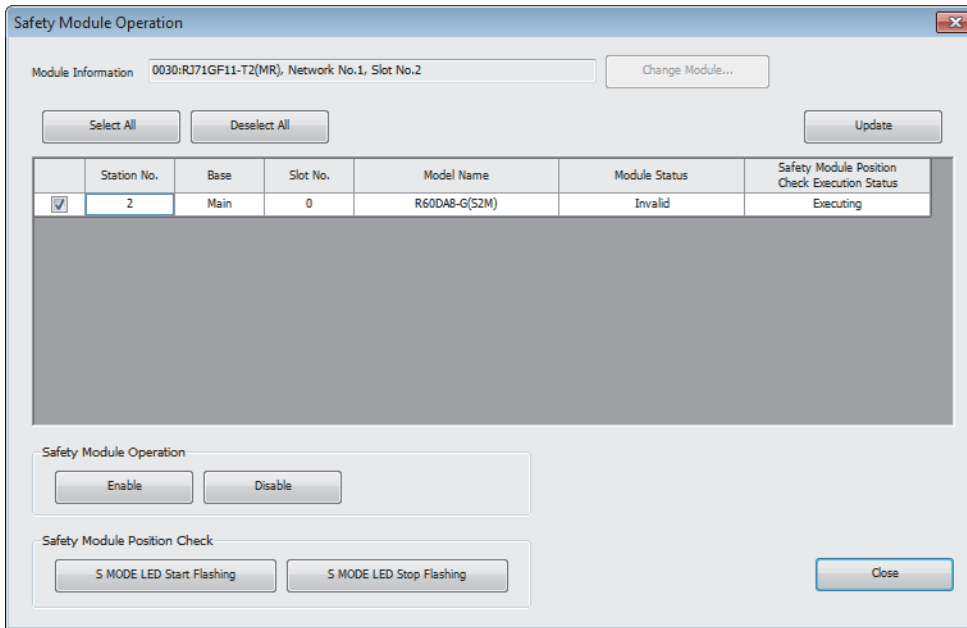 Safety Module Operation
Module Information 0030:RJ71GF11-T2(MR), Network No.1, Slot No.2 Change Module...
Select All Deselect All Update
Station No. Base Slot No. Model Name Module Status Safety Module Position
Check Execution Status
2 Main 0 R60DA8-G(S2M) Invalid Executing
Safety Module Operation
Enable Disable
Safety Module Position Check
S MODE LED Start Flashing S MODE LED Stop Flashing Close